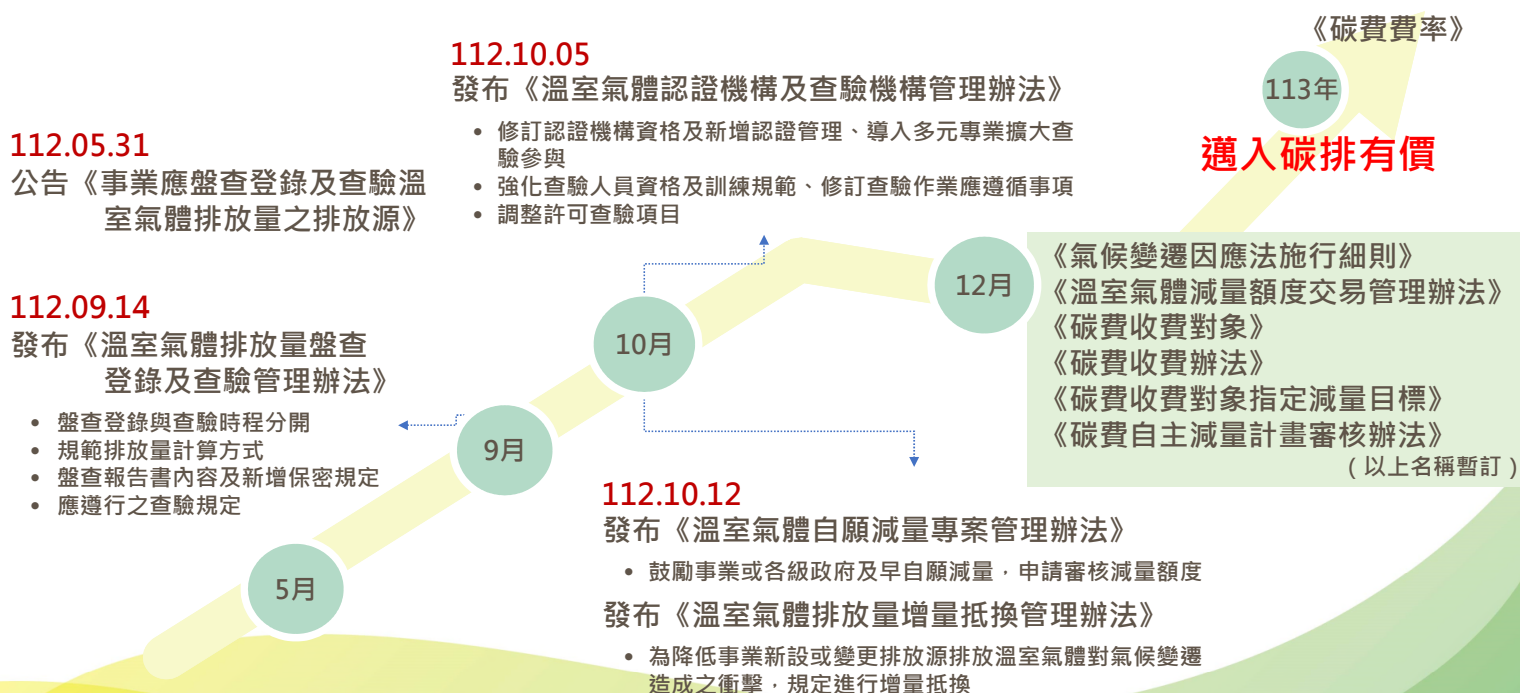 112.05.31
公告《事業應盤查登錄及查驗溫
室氣體排放量之排放源》
112.09.14
發布《溫室氣體排放量盤查
登錄及查驗管理辦法》
• 盤查登錄與查驗時程分開
• 規範排放量計算方式
• 盤查報告書內容及新增保密規定
• 應遵行之查驗規定
5月
9月
10月
112.10.05
發布《溫室氣體認證機構及查驗機構管理辦法》
• 修訂認證機構資格及新增認證管理、導入多元專業擴大查
驗參與
• 強化查驗人員資格及訓練規範、修訂查驗作業應遵循事項
• 調整許可查驗項目
112.10.12
發布《溫室氣體自願減量專案管理辦法》
• 鼓勵事業或各級政府及早自願減量，申請審核減量額度
發布《溫室氣體排放量增量抵換管理辦法》
• 為降低事業新設或變更排放源排放溫室氣體對氣候變遷
造成之衝擊，規定進行增量抵換
12月
《氣候變遷因應法施行細則》
《溫室氣體減量額度交易管理辦法》
《碳費收費對象》
《碳費收費辦法》
《碳費收費對象指定減量目標》
《碳費自主減量計畫審核辦法》
（以上名稱暫訂）
《碳費費率》
113年
邁入碳排有價